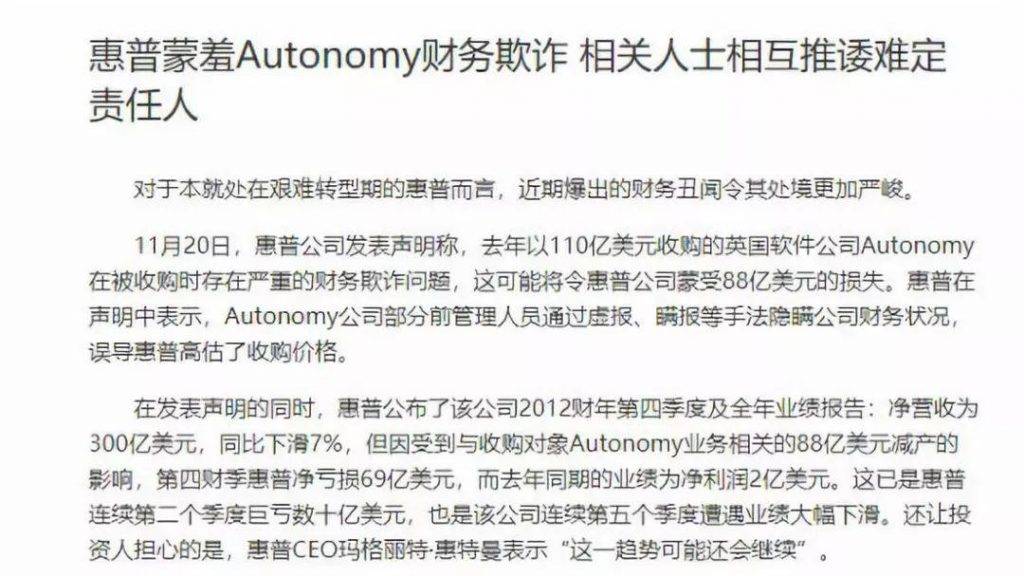 惠普蒙羞Autonomy财务欺诈 相关人士相互推诿难定
责任人
对于本就处在艰难转型期的惠普而言，近期爆出的财务丑闻令其处境更加严峻。
11月20日，惠普公司发表声明称，去年以110亿美元收购的英国软件公司Autonomy
在被收购时存在严重的财务欺诈问题，这可能将令惠普公司蒙受88亿美元的损失。惠普在
声明中表示，Autonomy公司部分前管理人员通过虚报、瞒报等手法隐瞒公司财务状况，
误导惠普高估了收购价格。
在发表声明的同时，惠普公布了该公司2012财年第四季度及全年业绩报告：净营收为
300亿美元，同比下滑7%，但因受到与收购对象Autonomy业务相关的88亿美元减产的
影响，第四财季惠普净亏损69亿美元，而去年同期的业绩为净利润2亿美元。这已是惠普
连续第二个季度巨亏数十亿美元，也是该公司连续第五个季度遭遇业绩大幅下滑。还让投
资人担心的是，惠普CEO玛格丽特·惠特曼表示“这一趋势可能还会继续”。